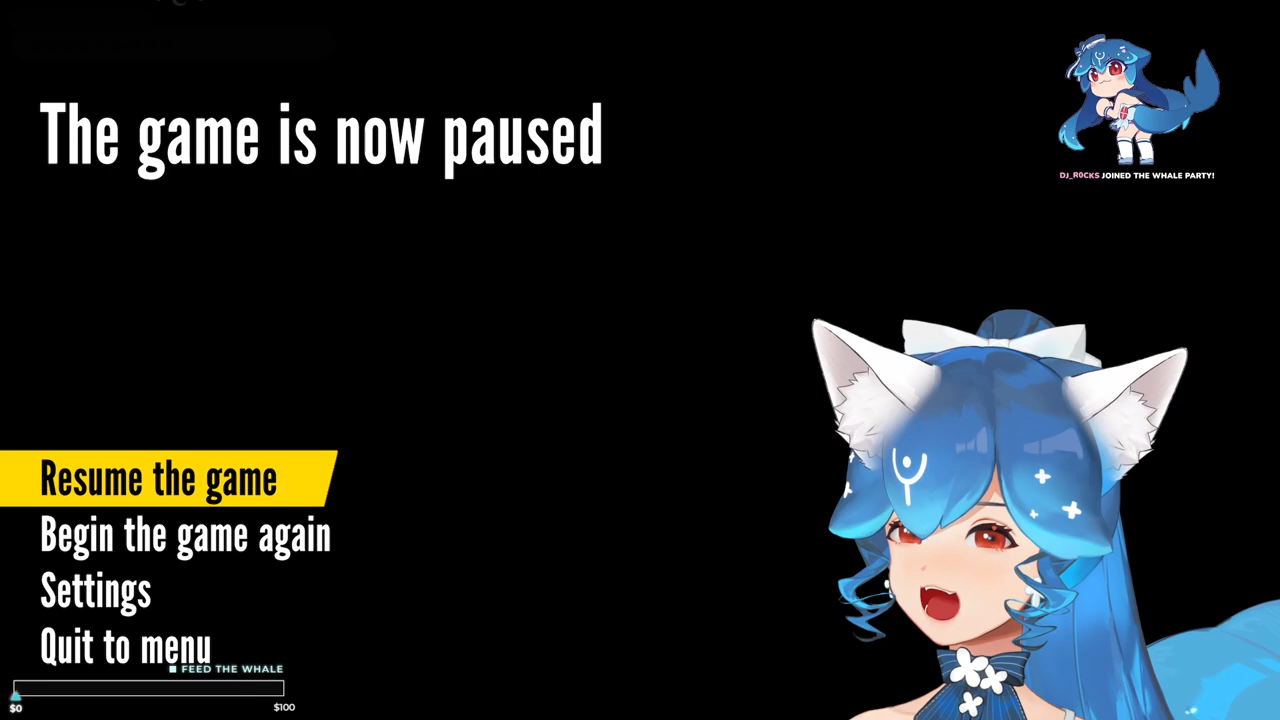 The game is now paused
DJ_R0CKS JOINED THE WHALE PARTY!
Resume the game
Begin the game again
Settings
Quit to menu
FEED THE WHALE
$0
$100